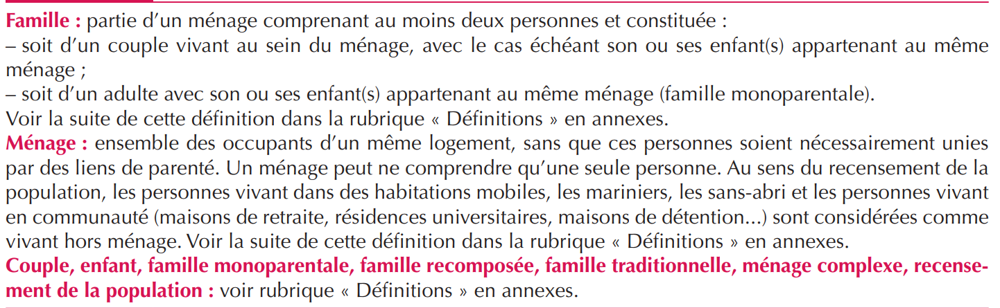 Famille : partie d’un ménage comprenant au moins deux personnes et constituée :
– soit d’un couple vivant au sein du ménage, avec le cas échéant son ou ses enfant(s) appartenant au même
ménage ;
– soit d’un adulte avec son ou ses enfant(s) appartenant au même ménage (famille monoparentale).
Voir la suite de cette définition dans la rubrique « Définitions » en annexes.
Ménage : ensemble des occupants d’un même logement, sans que ces personnes soient nécessairement unies
par des liens de parenté. Un ménage peut ne comprendre qu’une seule personne. Au sens du recensement de la
population, les personnes vivant dans des habitations mobiles, les mariniers, les sans-abri et les personnes vivant
en communauté (maisons de retraite, résidences universitaires, maisons de détention...) sont considérées comme
vivant hors ménage. Voir la suite de cette définition dans la rubrique « Définitions » en annexes.
Couple, enfant, famille monoparentale, famille recomposée, famille traditionnelle, ménage complexe, recense-
ment de la population : voir rubrique « Définitions » en annexes.